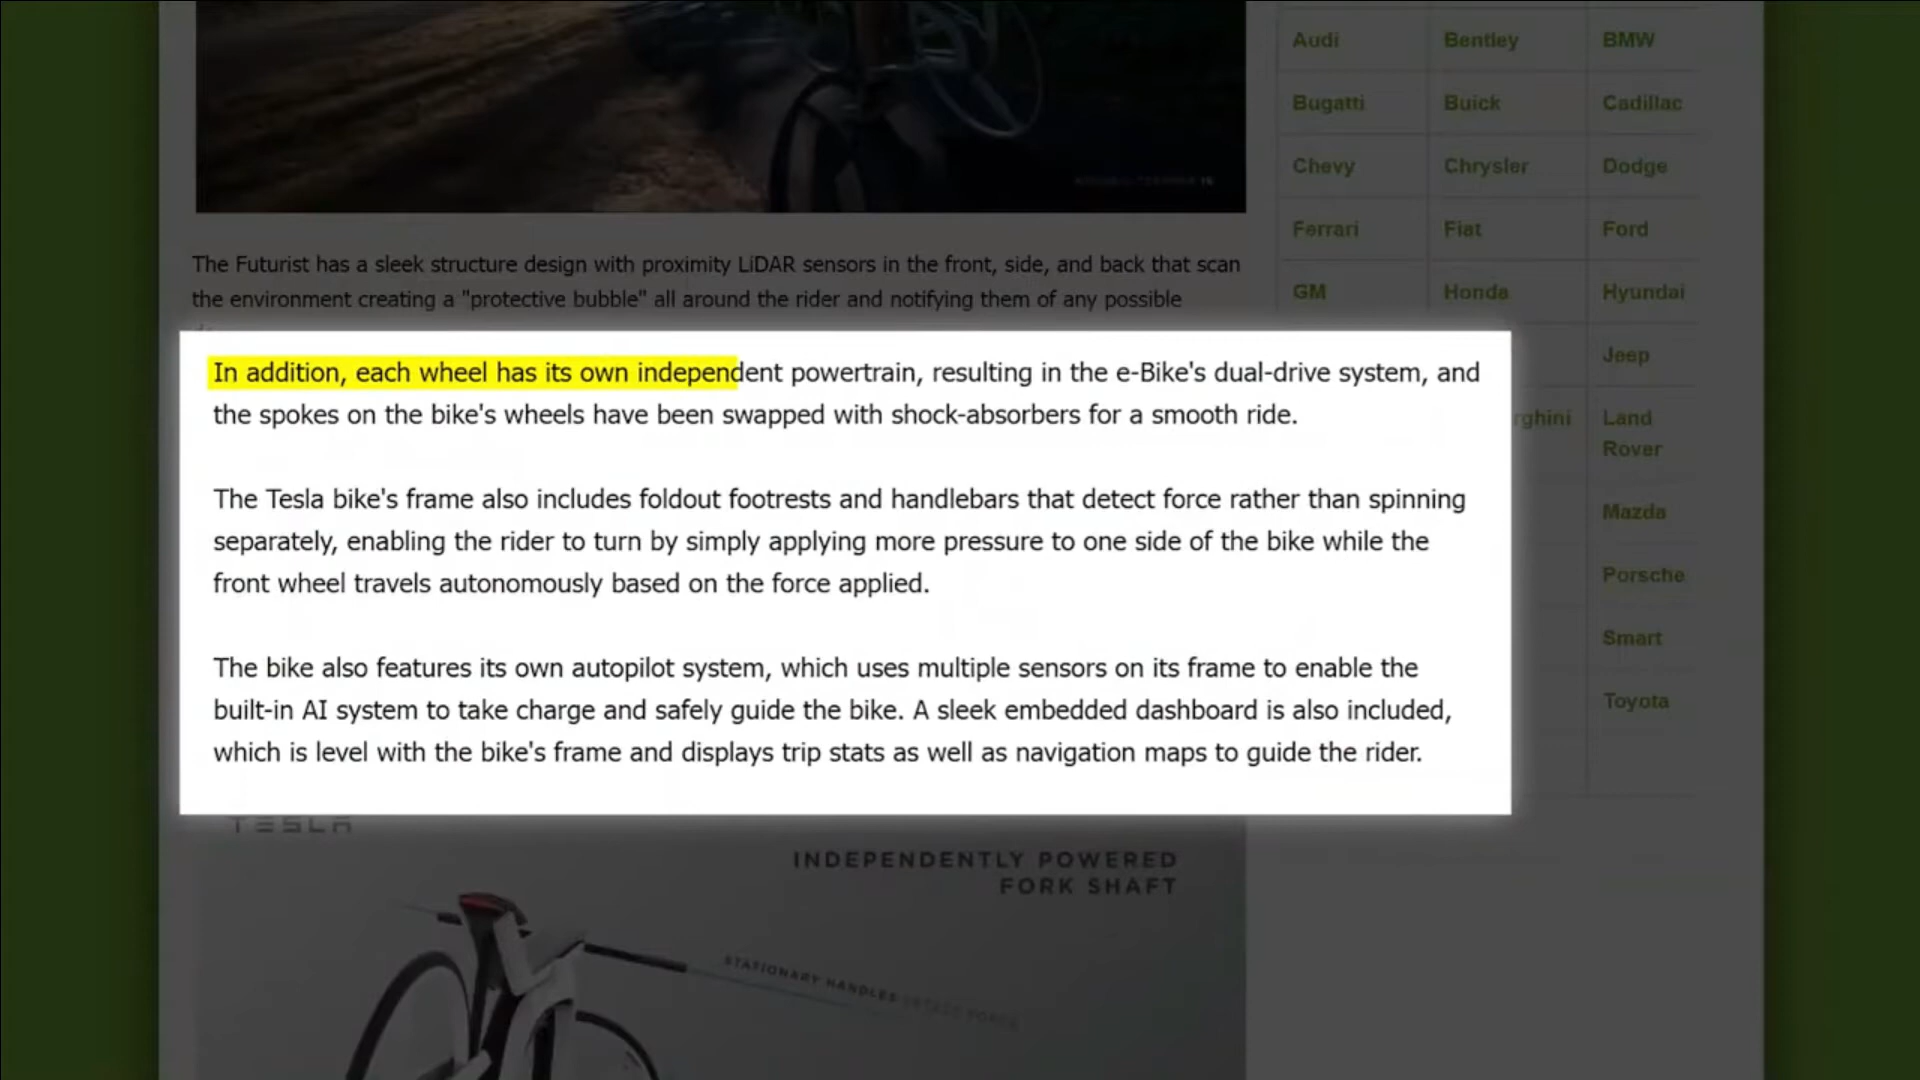 Audi Bentley BMW
Bugatti Buick Cadillac
Chevy Chrysler Dodge
Ferrari Fiat Ford
GM Honda Hyundai
Jeep
rghini Land
Rover
Mazda
Porsche
Smart
Toyota
The Futurist has a sleek structure design with proximity LiDAR sensors in the front, side, and back that scan
the environment creating a "protective bubble" all around the rider and notifying them of any possible
In addition, each wheel has its own independent powertrain, resulting in the e-Bike's dual-drive system, and
the spokes on the bike's wheels have been swapped with shock-absorbers for a smooth ride.
The Tesla bike's frame also includes foldout footrests and handlebars that detect force rather than spinning
separately, enabling the rider to turn by simply applying more pressure to one side of the bike while the
front wheel travels autonomously based on the force applied.
The bike also features its own autopilot system, which uses multiple sensors on its frame to enable the
built-in AI system to take charge and safely guide the bike. A sleek embedded dashboard is also included,
which is level with the bike's frame and displays trip stats as well as navigation maps to guide the rider.
TESLA
INDEPENDENTLY POWERED
FORK SHAFT
STATIONARY HANDLES DETECT FORCE